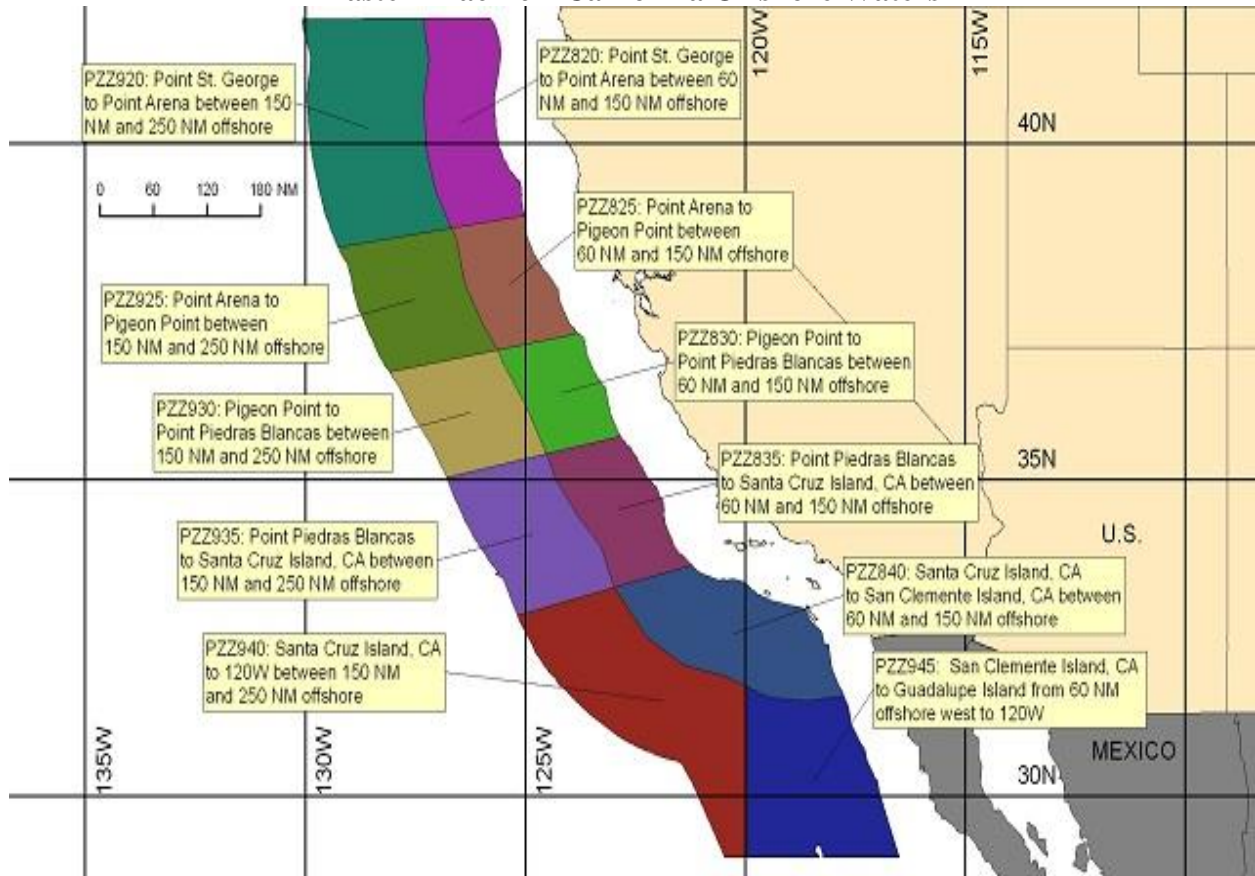 120W
115W
PZZ920: Point St. George
to Point Arena between 150
NM and 250 NM offshore
PZZ820: Point St. George
to Point Arena between 60
NM and 150 NM offshore
40N
0 60 120 180 NM
PZZ825: Point Arena to
Pigeon Point between
60 NM and 150 NM offshore
PZZ925: Point Arena to
Pigeon Point between
150 NM and 250 NM offshore
PZZ830: Pigeon Point to
Point Piedras Blancas between
60 NM and 150 NM offshore
PZZ930: Pigeon Point to
Point Piedras Blancas between
150 NM and 250 NM offshore
35N
PZZ835: Point Piedras Blancas
to Santa Cruz Island, CA between
60 NM and 150 NM offshore
PZZ935: Point Piedras Blancas
to Santa Cruz Island, CA between
150 NM and 250 NM offshore
U.S.
PZZ840: Santa Cruz Island, CA
to San Clemente Island, CA between
60 NM and 150 NM offshore
PZZ940: Santa Cruz Island, CA
to 120W between 150 NM
and 250 NM offshore
PZZ945: San Clemente Island, CA
to Guadalupe Island from 60 NM
offshore west to 120W
135W
130W
125W
MEXICO
30N